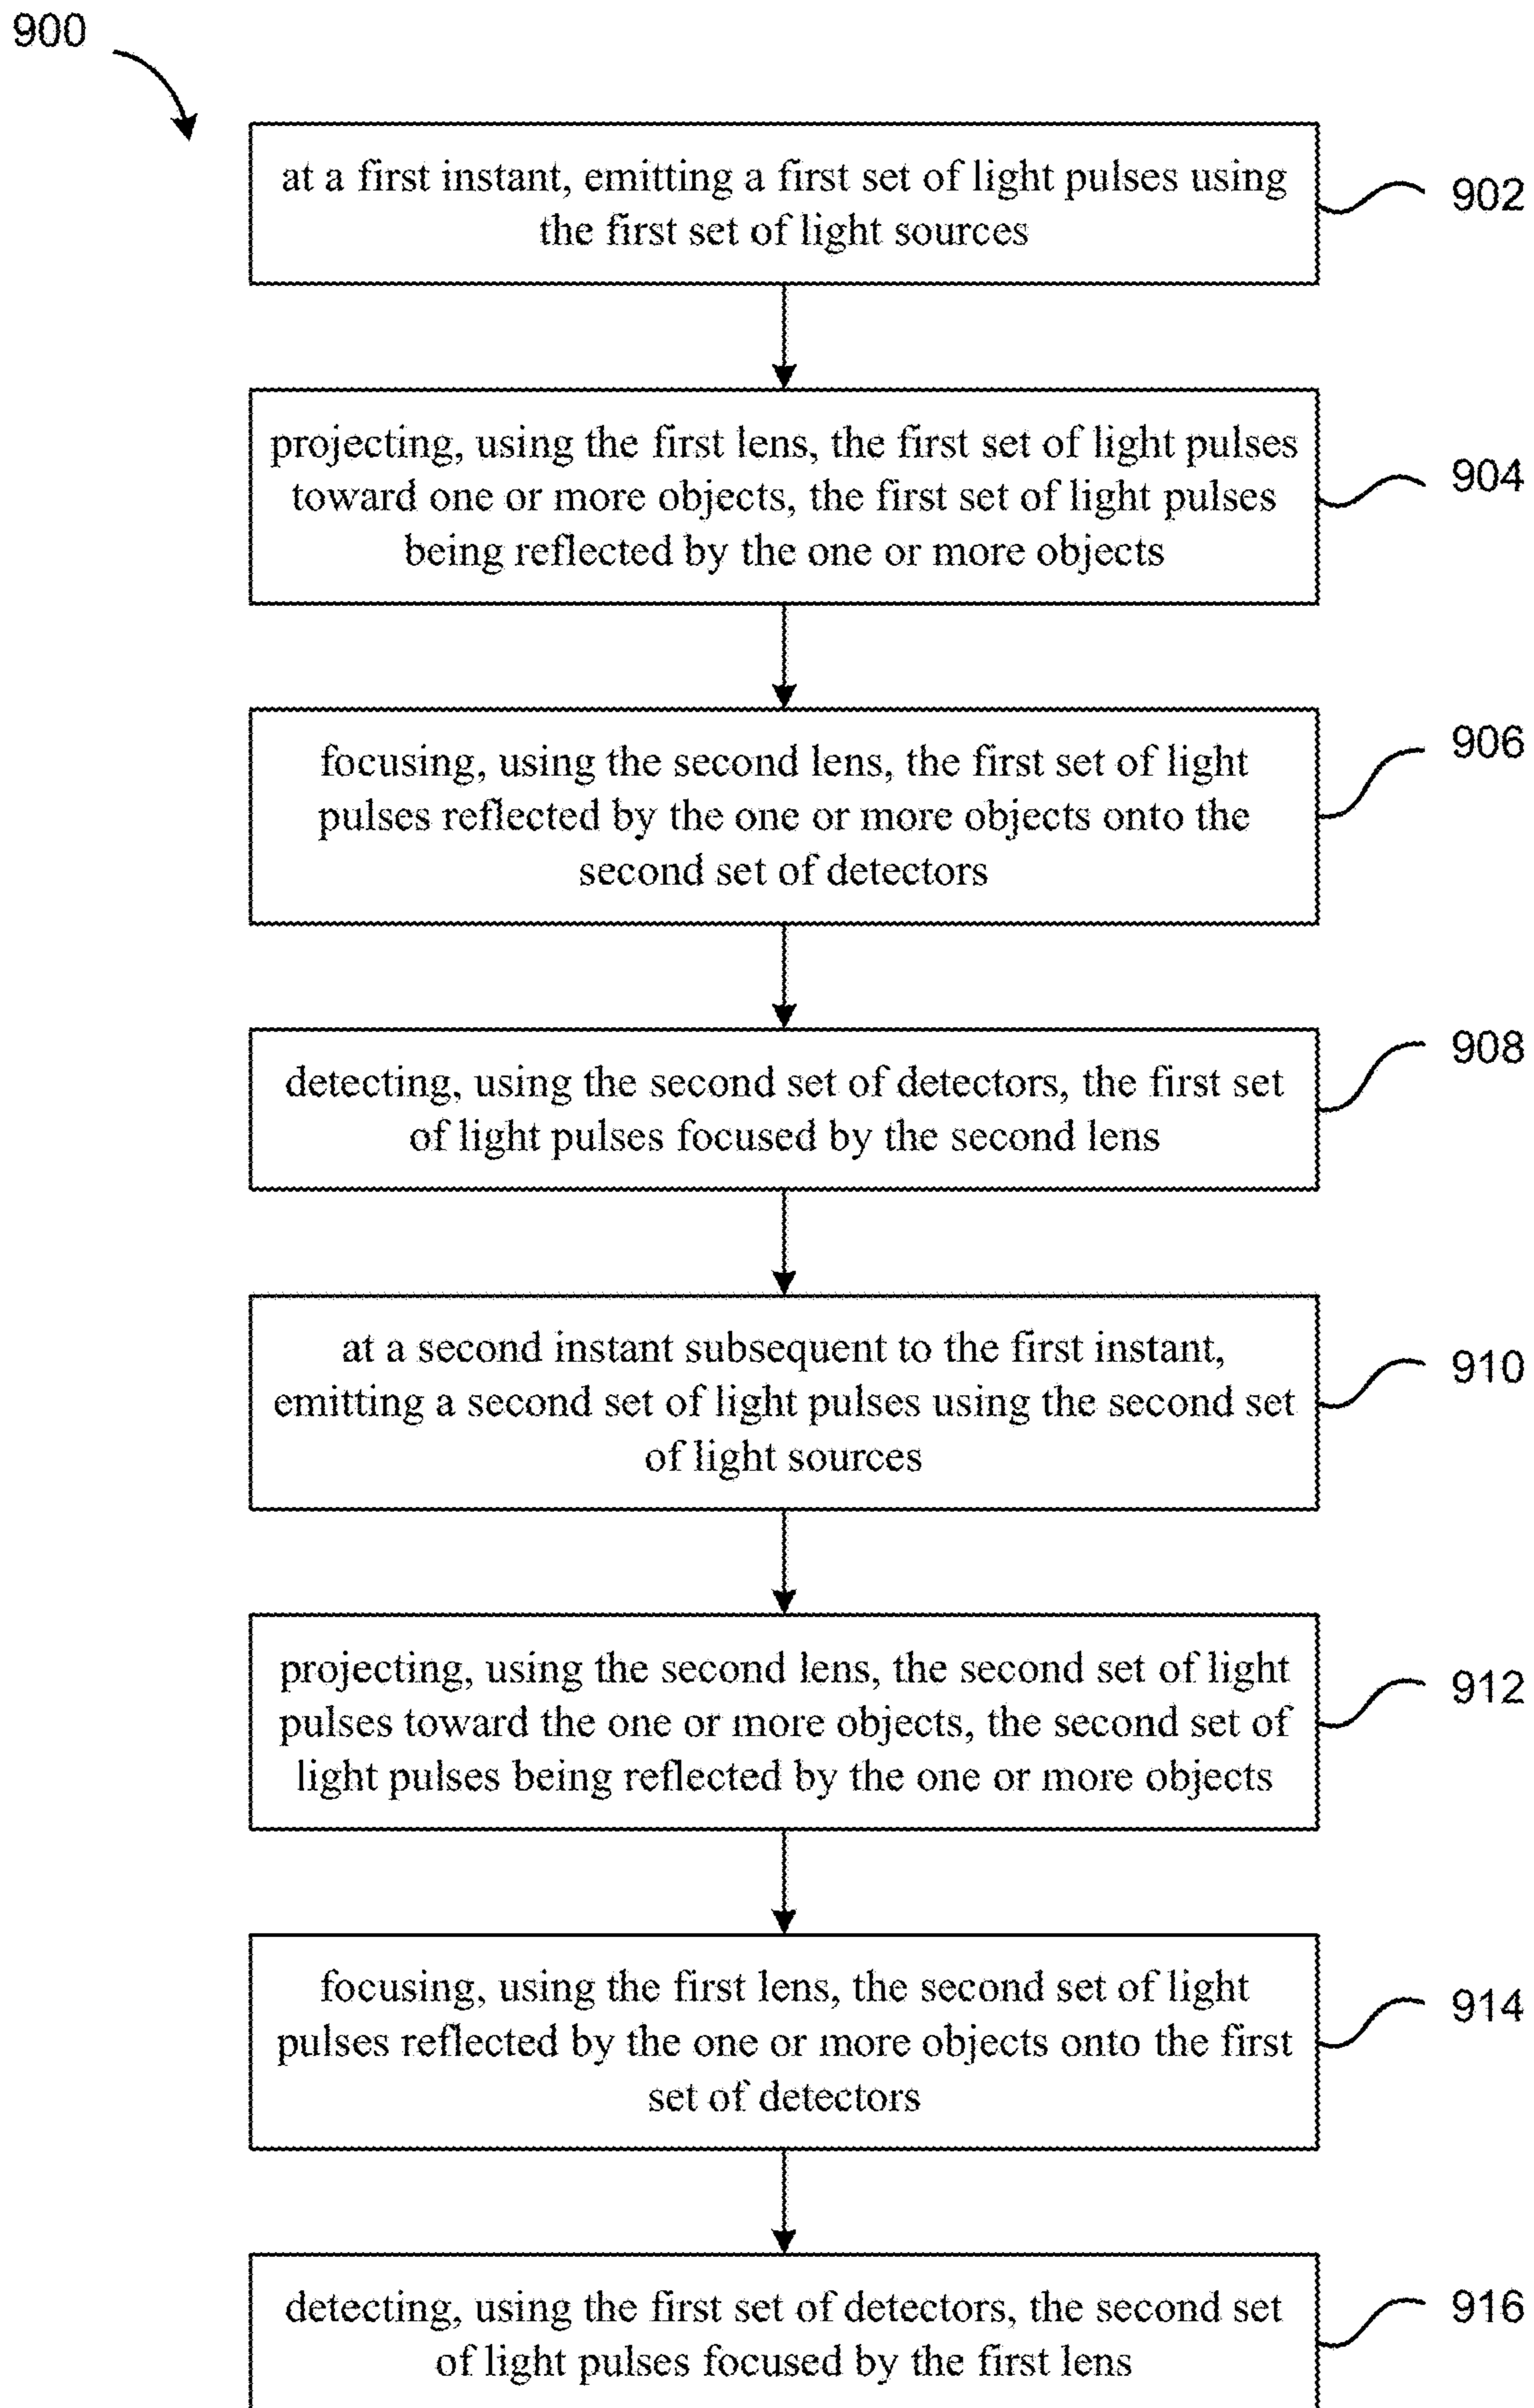 900
at a first instant, emitting a first set of light pulses using
the first set of light sources
902
projecting, using the first lens, the first set of light pulses
toward one or more objects, the first set of light pulses
being reflected by the one or more objects
904
focusing, using the second lens, the first set of light
pulses reflected by the one or more objects onto the
second set of detectors
906
detecting, using the second set of detectors, the first set
of light pulses focused by the second lens
908
at a second instant subsequent to the first instant,
emitting a second set of light pulses using the second set
of light sources
910
projecting, using the second lens, the second set of light
pulses toward the one or more objects, the second set of
light pulses being reflected by the one or more objects
912
focusing, using the first lens, the second set of light
pulses reflected by the one or more objects onto the first
set of detectors
914
detecting, using the first set of detectors, the second set
of light pulses focused by the first lens
916